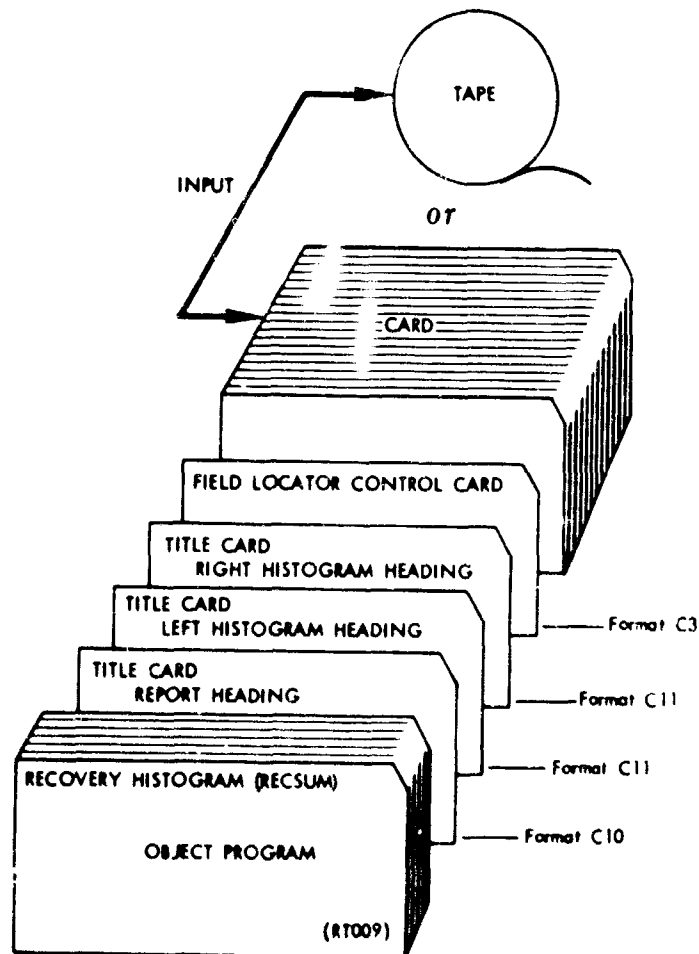 TAPE
INPUT
or
CARD
FIELD LOCATOR CONTROL CARD
TITLE CARD
RIGHT HISTOGRAM HEADING
Format C3
TITLE CARD
LEFT HISTOGRAM HEADING
Format C11
TITLE CARD
REPORT HEADING
Format C11
RECOVERY HISTOGRAM (RECSUM)
Format C10
OBJECT PROGRAM
(RT009)